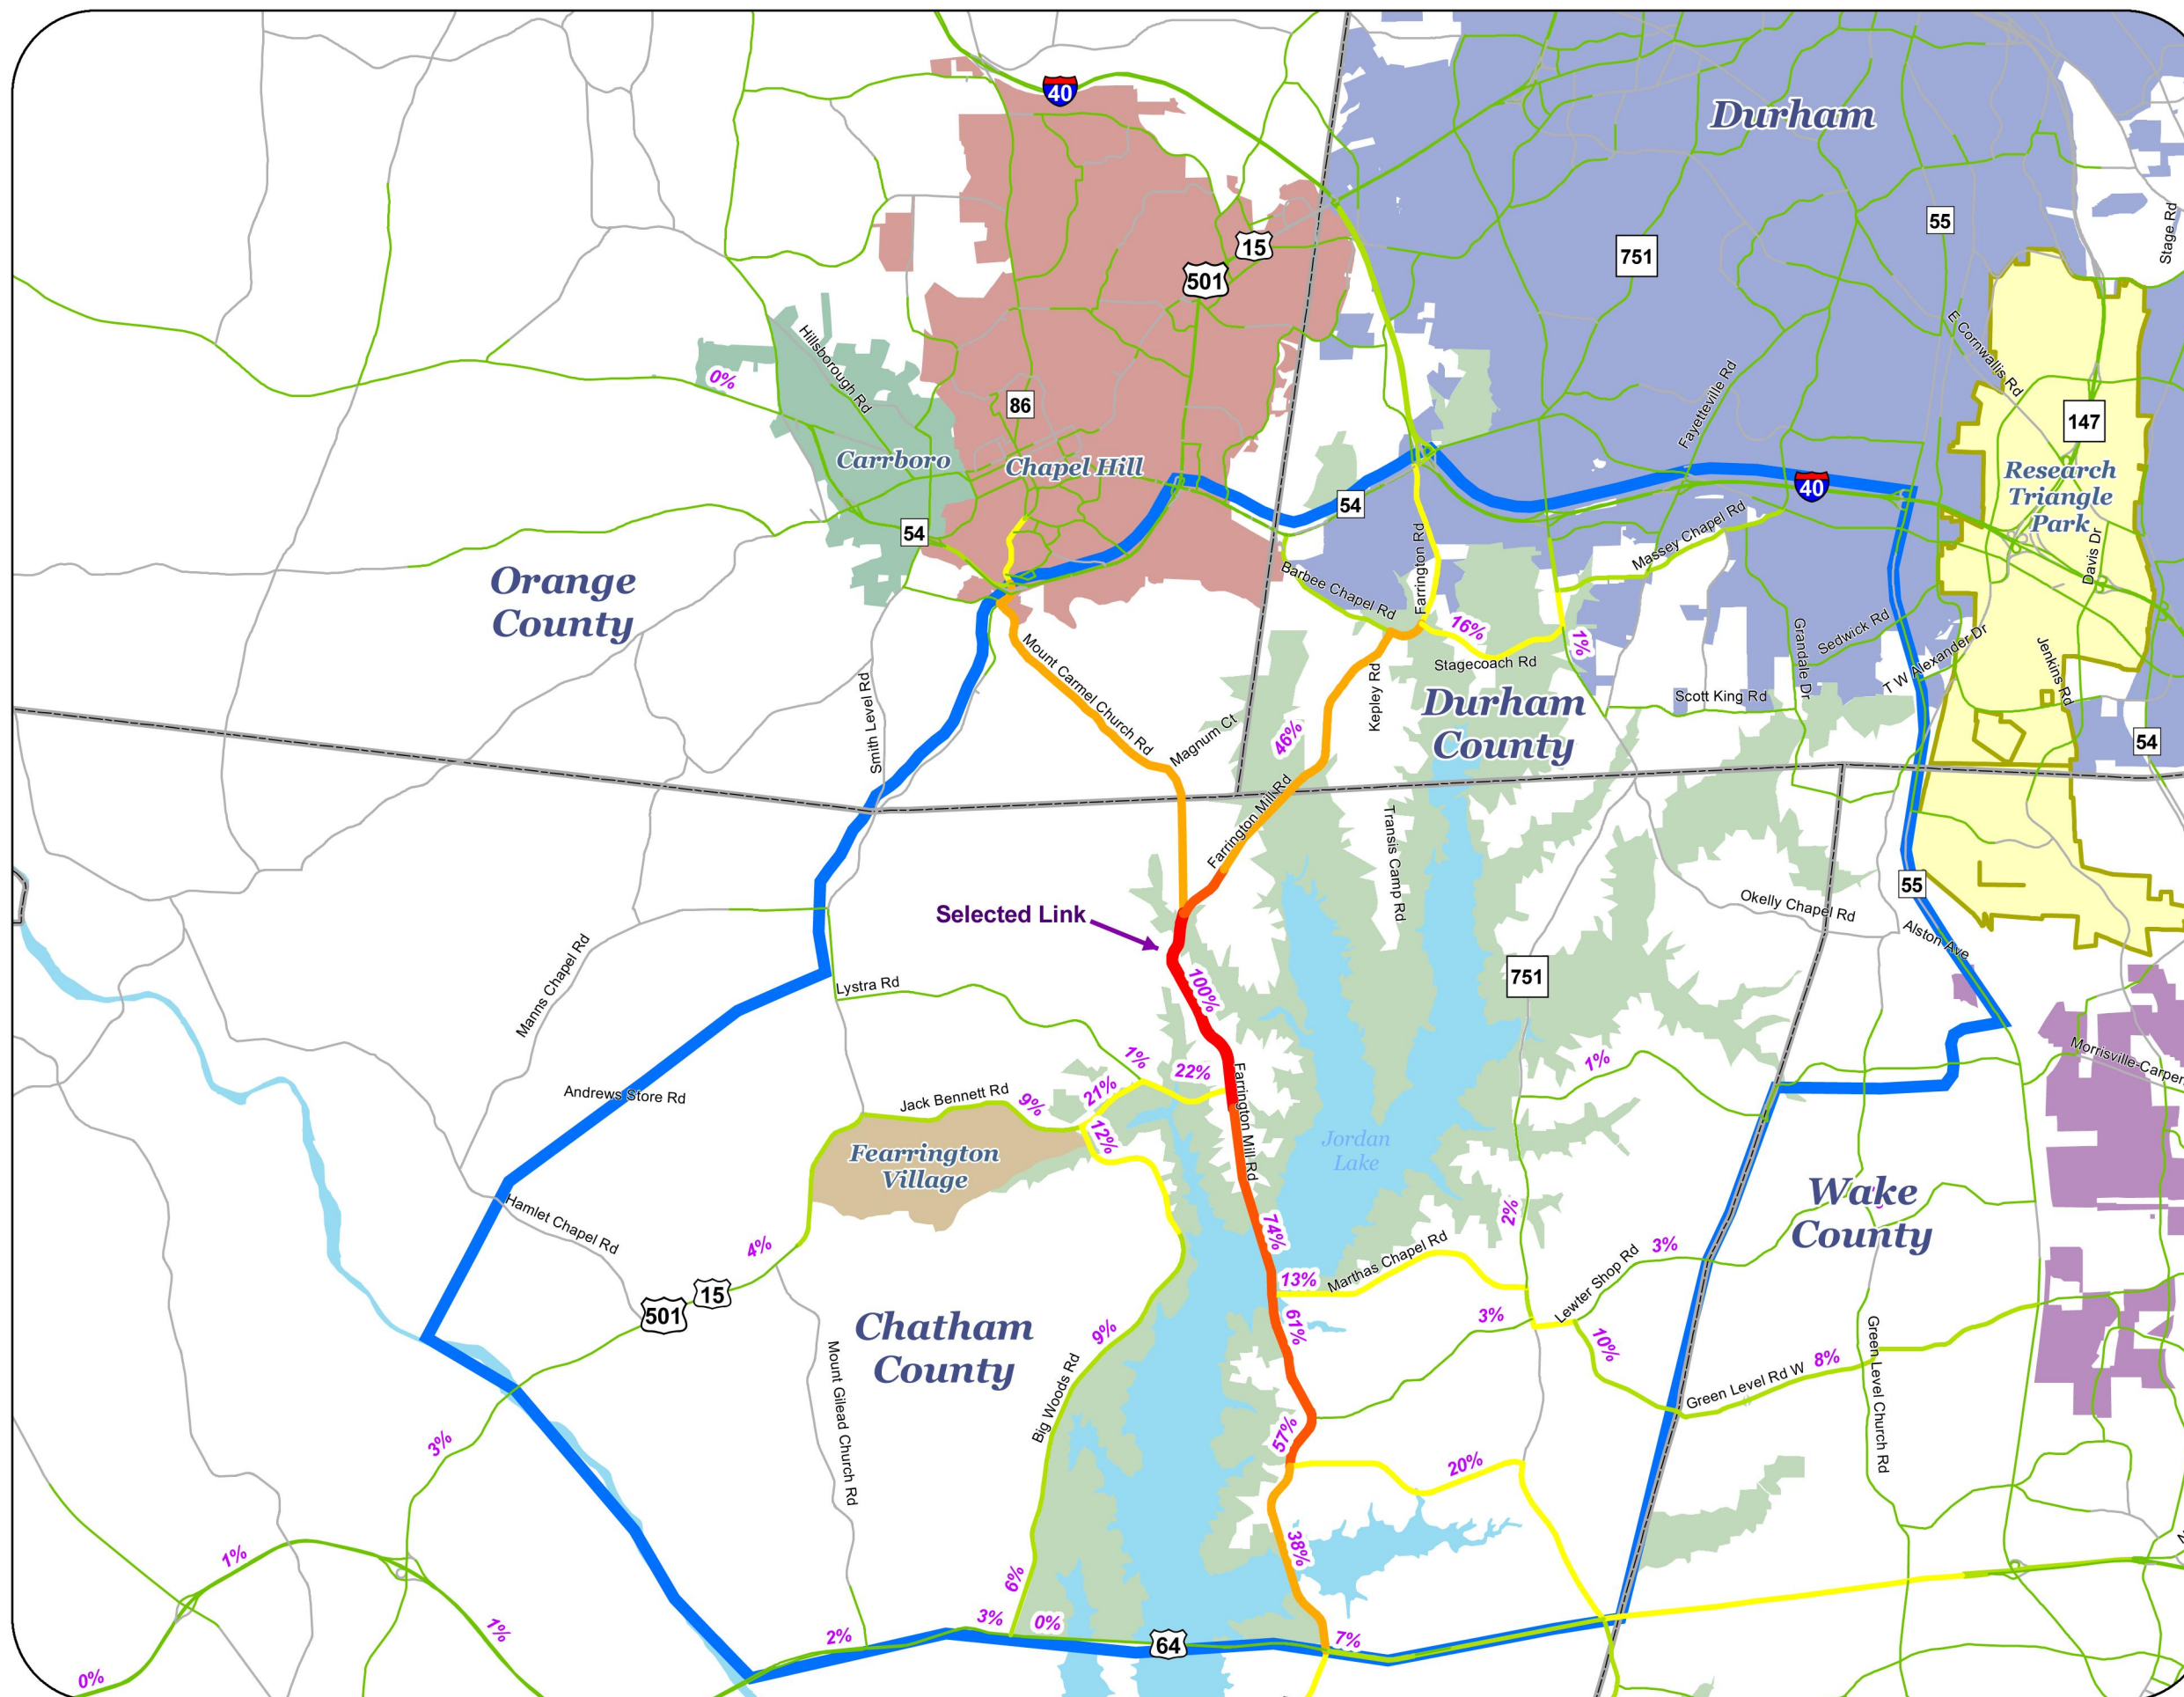 40
Durham
Stage Rd
55
15
751
501
E Cornwallis Rd
Hillsborough Rd
0%
Fayetteville Rd
86
147
Carrboro
Chapel Hill
Research
Triangle
Park
40
54
54
Massey Chapel Rd
Davis Dr
Farrington Rd
Orange
County
Barbee Chapel Rd
16%
1%
Sedwick Rd
Grandale Dr
T W Alexander Dr
Jenkins Rd
Stagecoach Rd
Mount Carmel Church Rd
Smith Level Rd
Kepley Rd
Scott King Rd
Magnum Ct
46%
Durham
County
54
Farrington Mill Rd
Transis Camp Rd
55
Okelly Chapel Rd
Selected Link
Alston Ave
751
Manns Chapel Rd
Lystra Rd
100%
1%
22%
1%
Morrisville-Carpen
Andrews Store Rd
Jack Bennett Rd
9%
21%
12%
Farrington Mill Rd
Jordan
Lake
Fearrington
Village
Wake
County
Hamlet Chapel Rd
4%
74%
2%
3%
Marthas Chapel Rd
Lewter Shop Rd
13%
15
501
Chatham
County
9%
61%
3%
10%
8%
Green Level Rd W
Green Level Church Rd
Mount Gilead Church Rd
Big Woods Rd
3%
57%
20%
1%
38%
6%
1%
3%
0%
2%
64
7%
0%